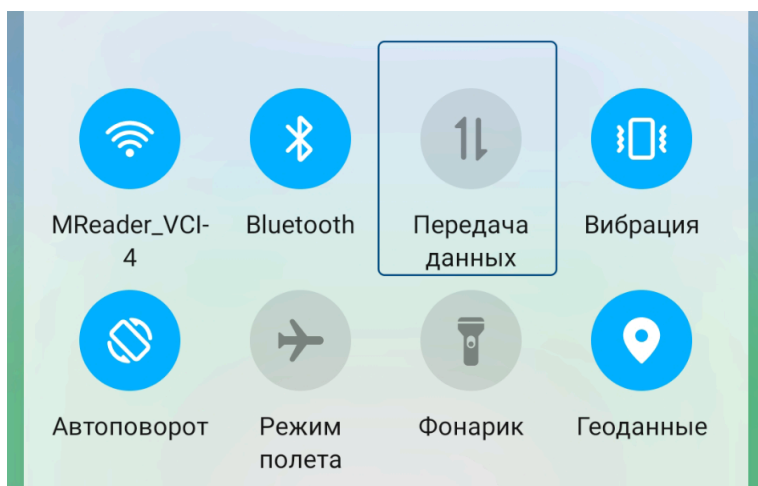 MReader_VCI-
4
Bluetooth
Передача
данных
Вибрация
Автоповорот
Режим
полета
Фонарик
Геоданные